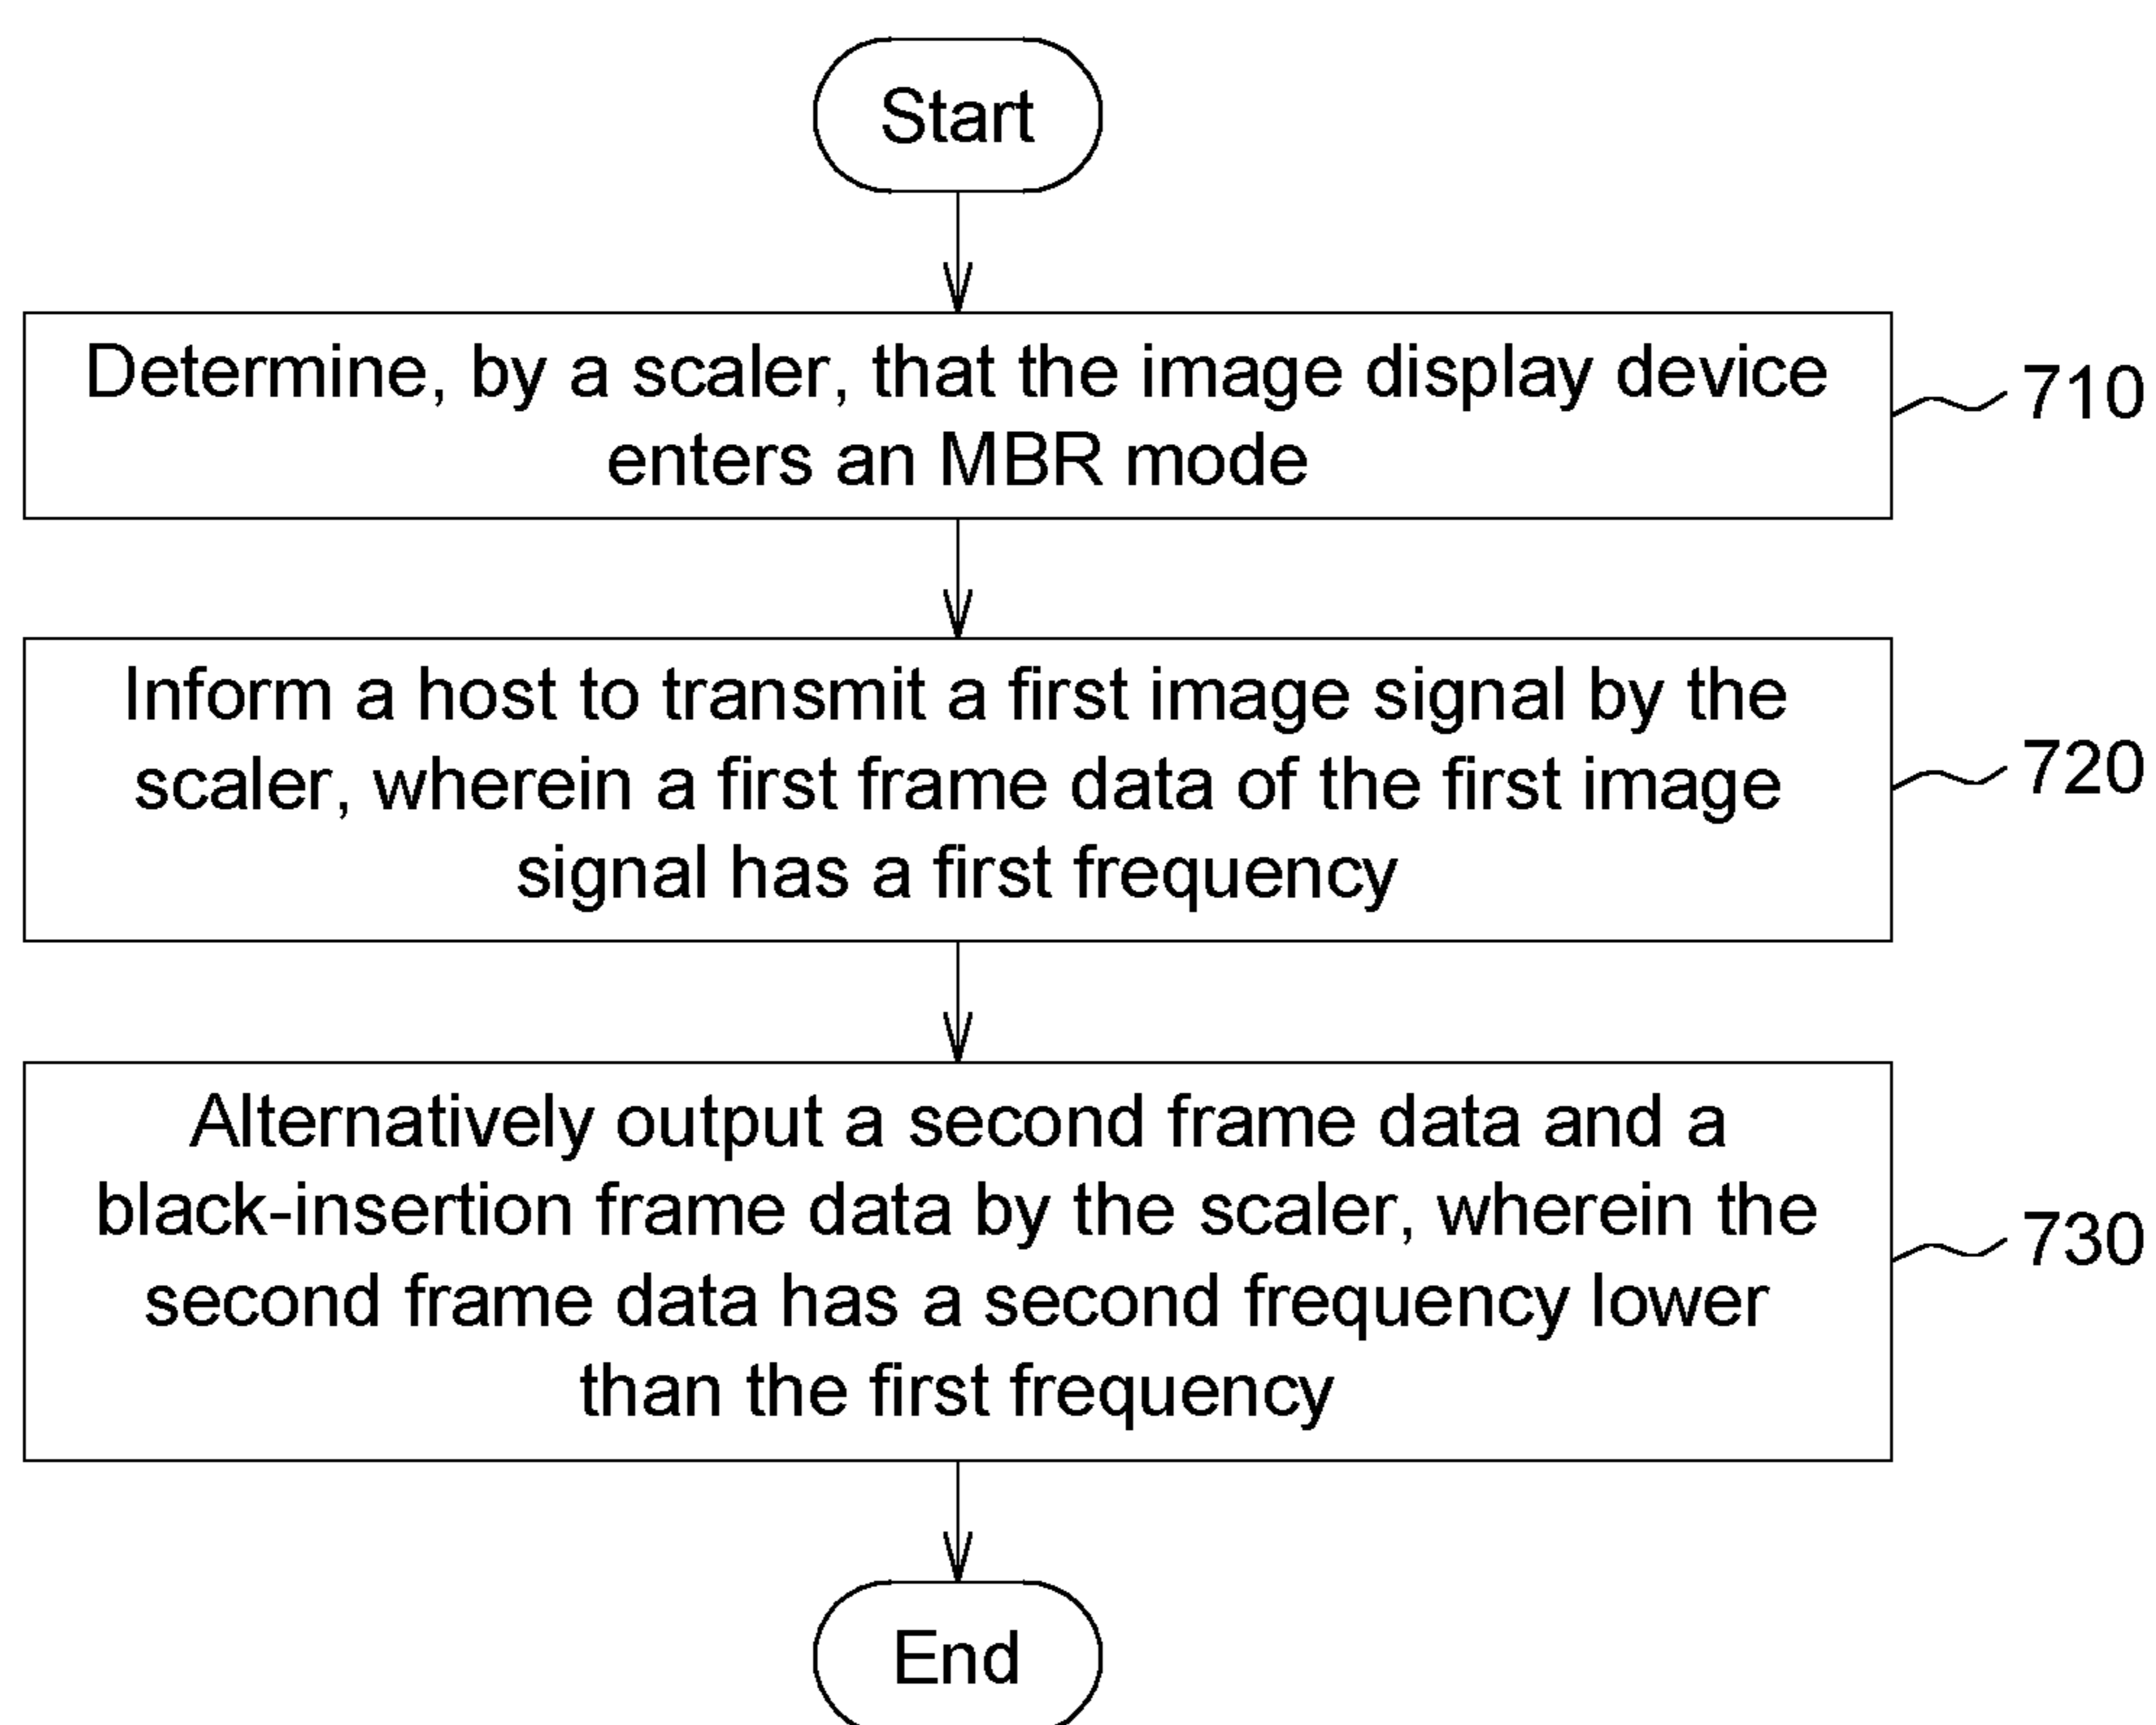 Start
Determine, by a scaler, that the image display device
enters an MBR mode
710
Inform a host to transmit a first image signal by the
scaler, wherein a first frame data of the first image
signal has a first frequency
720
Alternatively output a second frame data and a
black-insertion frame data by the scaler, wherein the
second frame data has a second frequency lower
than the first frequency
730
End